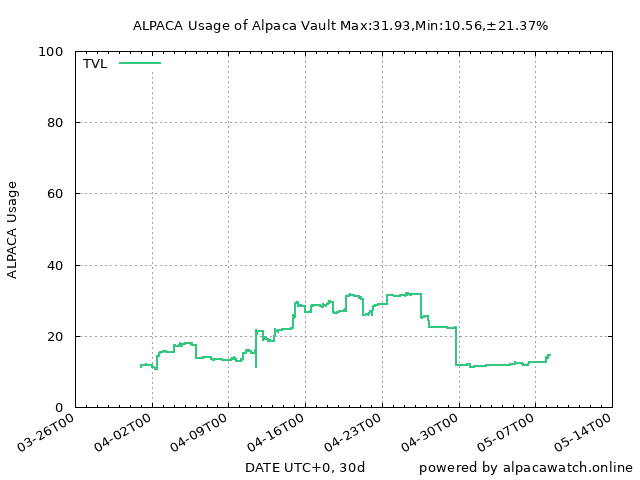 ALPACA Usage of Alpaca Vault Max:31.93,Min:10.56,±21.37%
TVL
100
80
60
40
20
0
ALPACA Usage
03-26T00
04-02T00
04-09T00
04-16T00
04-23T00
04-30T00
05-07T00
05-14T00
DATE UTC+0, 30d
powered by alpacawatch.online